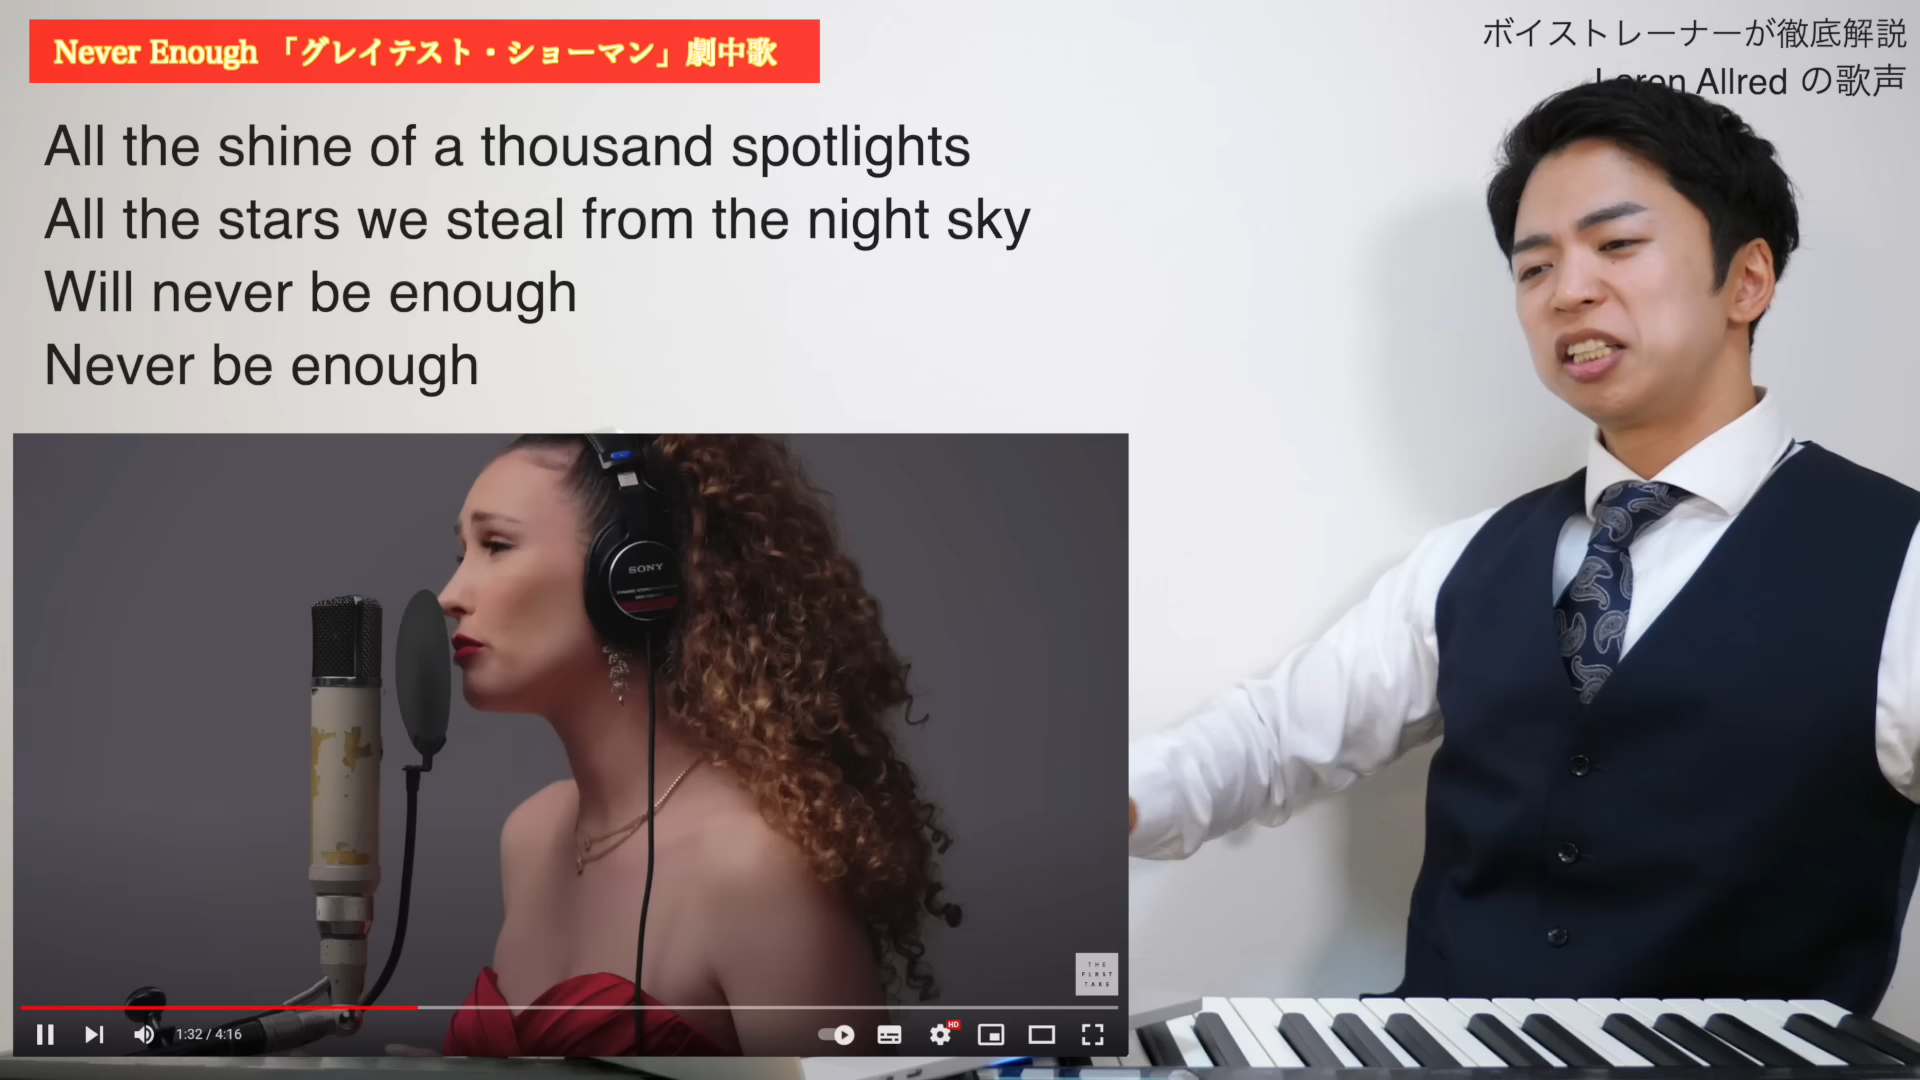 Never Enough 「グレイテスト・ショーマン」劇中歌
ボイストレーナーが徹底解説
Loren Allred の歌声
All the shine of a thousand spotlights
All the stars we steal from the night sky
Will never be enough
Never be enough
SONY
THE
FIRST
TAKE
HD
1:32 / 4:16